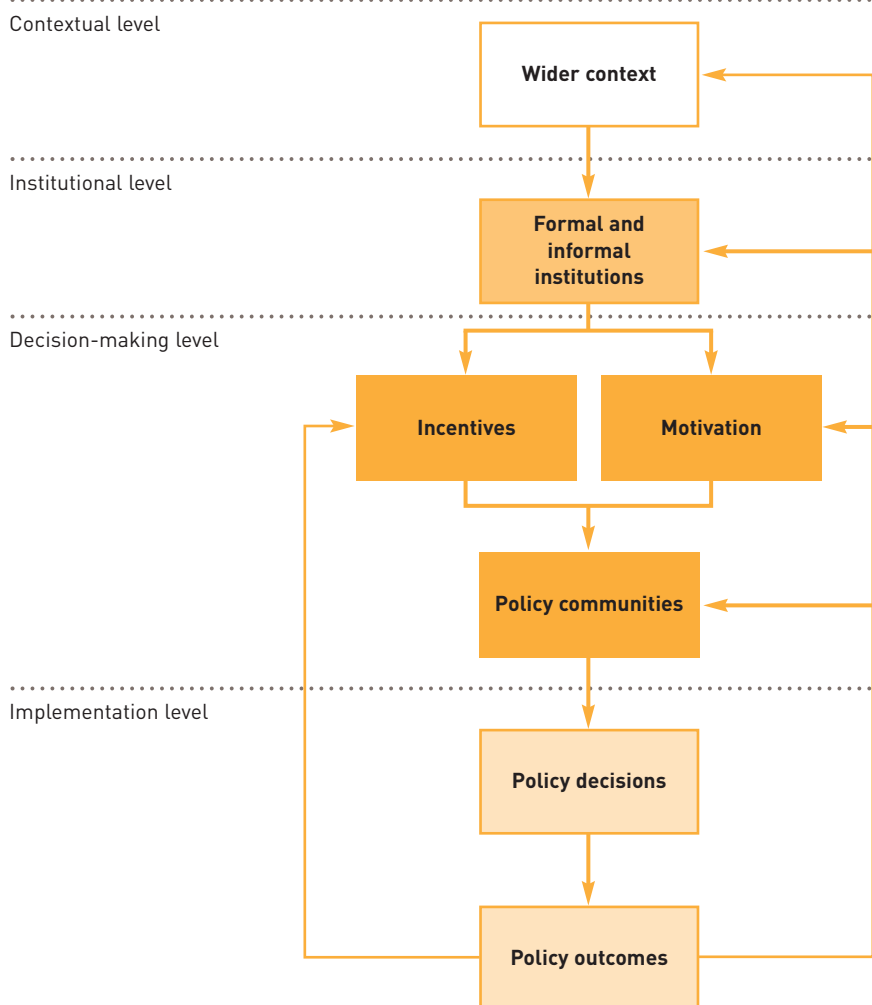 Contextual level
Wider context
Institutional level
Formal and
informal
institutions
Decision-making level
Incentives
Motivation
Policy communities
Implementation level
Policy decisions
Policy outcomes